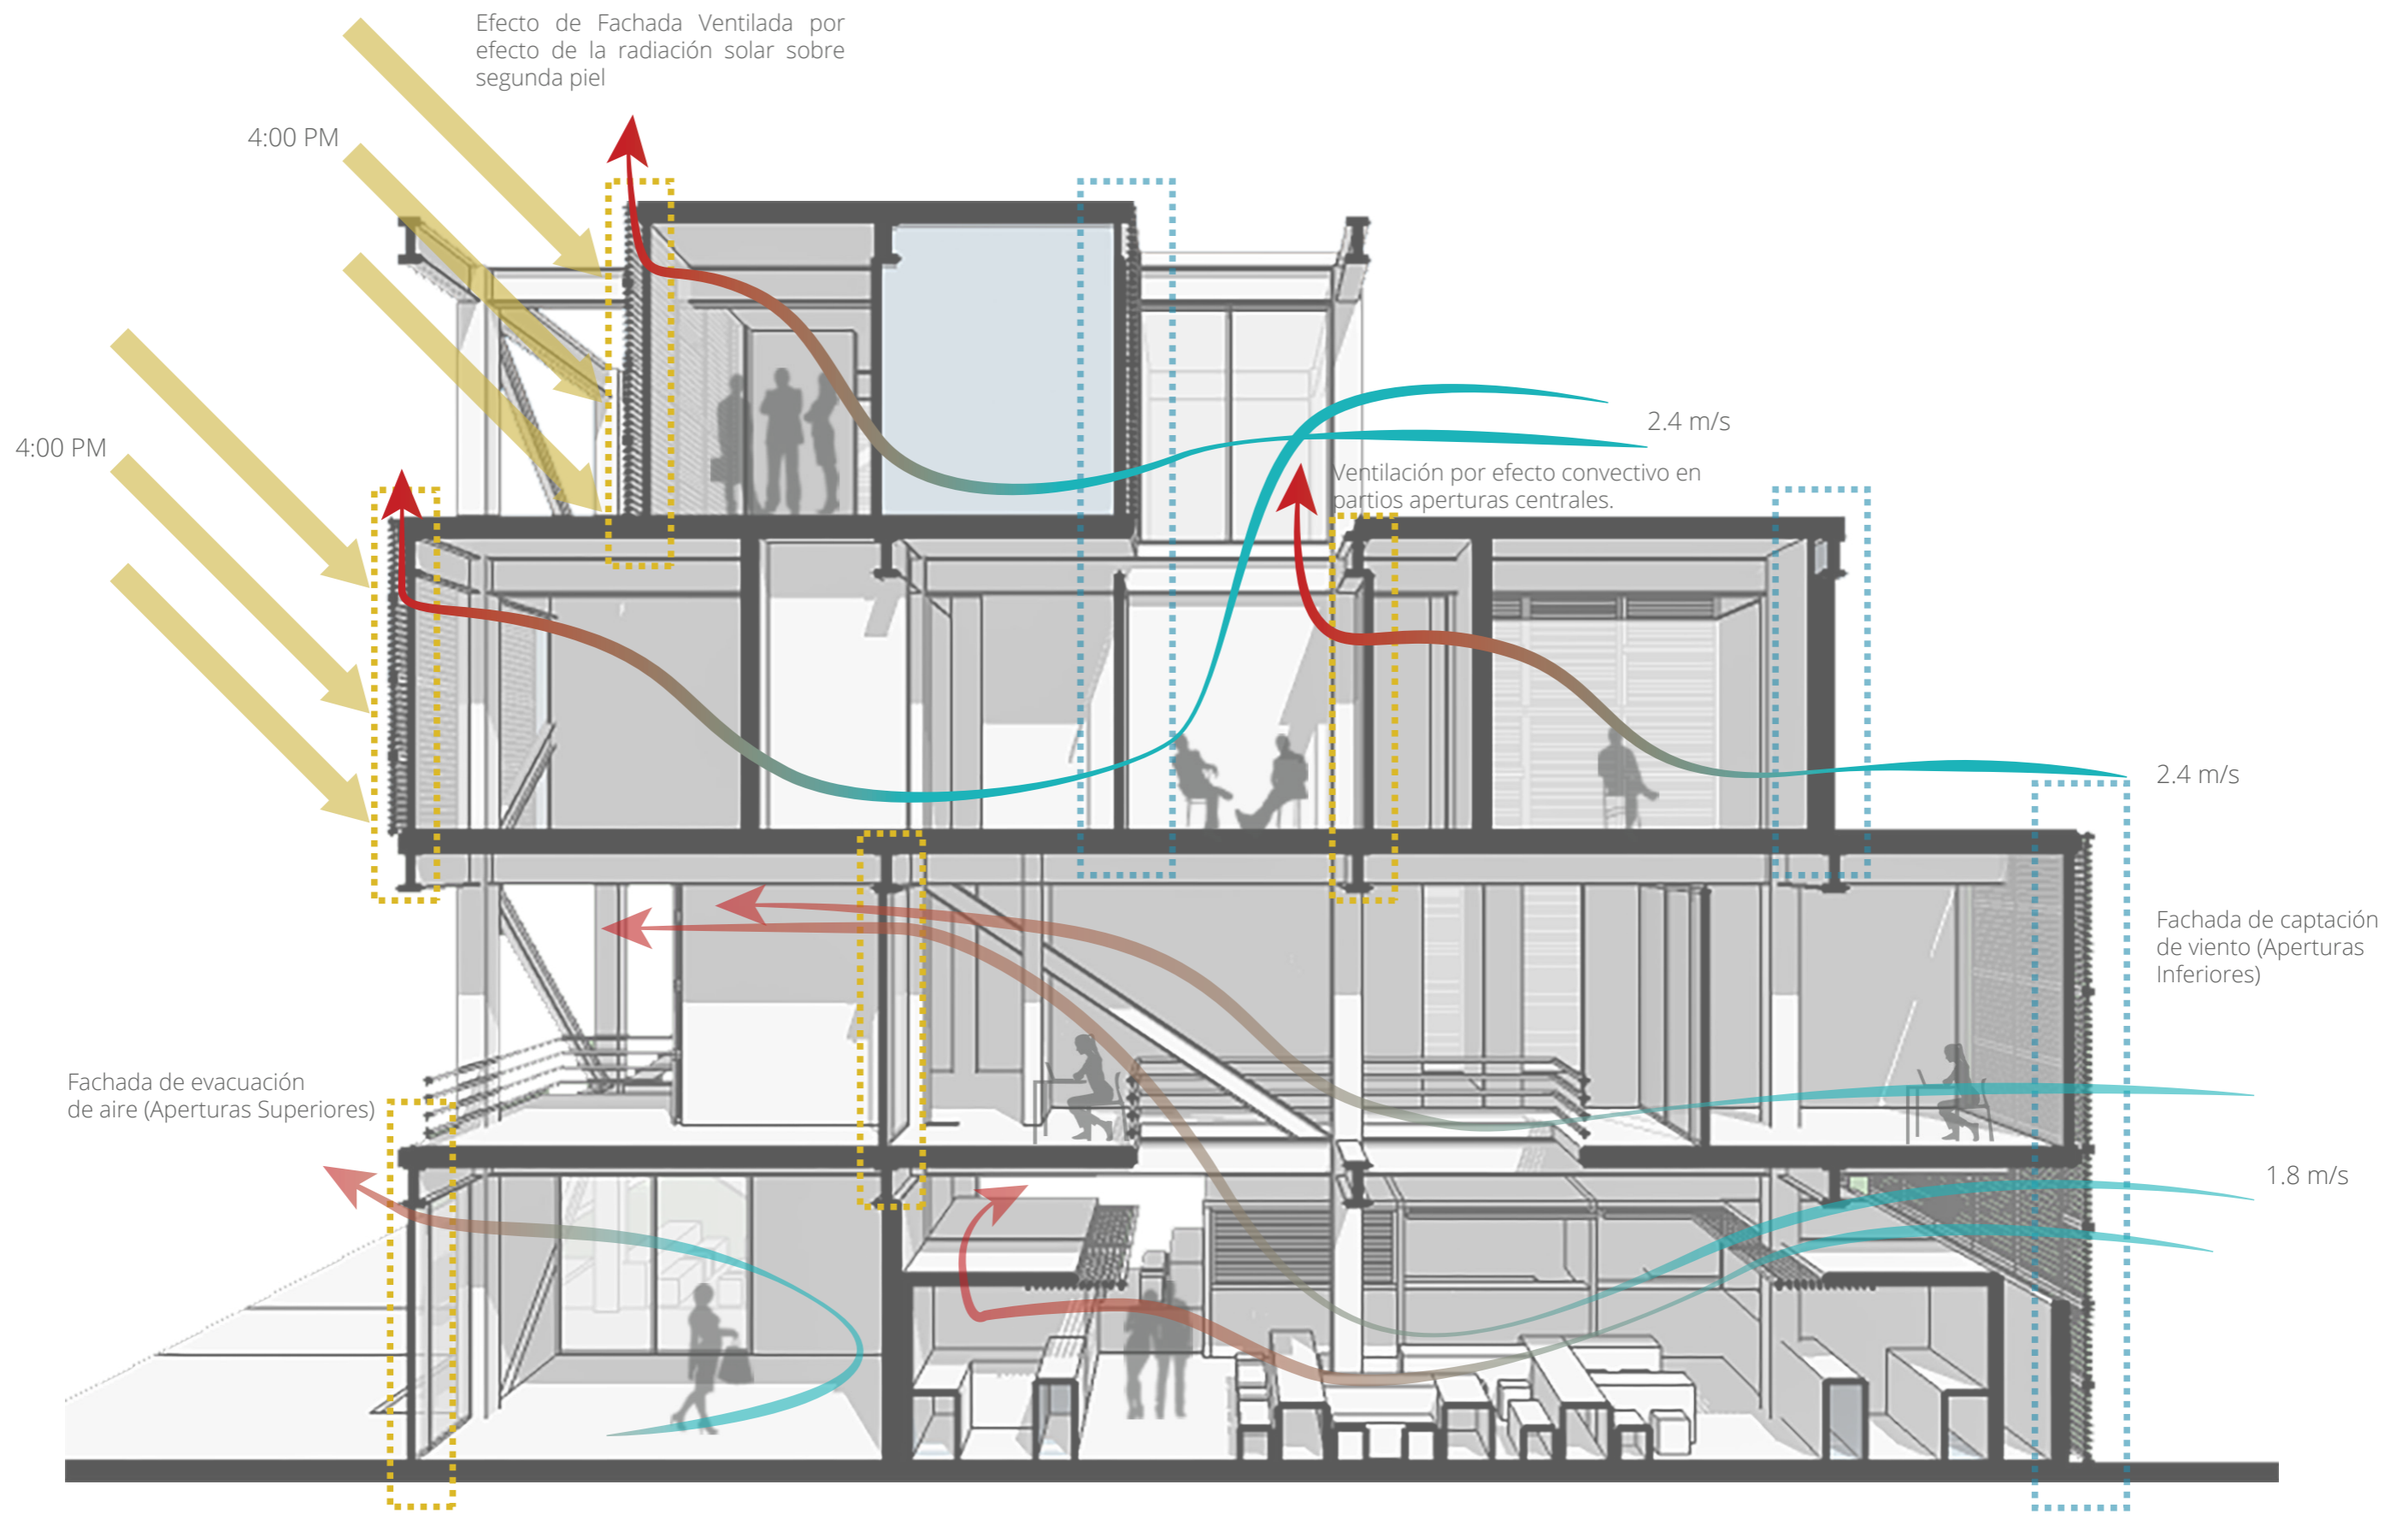 Efecto de Fachada Ventilada por
efecto de la radiación solar sobre
segunda piel
4:00 PM
2.4 m/s
4:00 PM
Ventilación por efecto convectivo en
partios aperturas centrales.
2.4 m/s
Fachada de captación
de viento (Aperturas
Inferiores)
Fachada de evacuación
de aire (Aperturas Superiores)
1.8 m/s